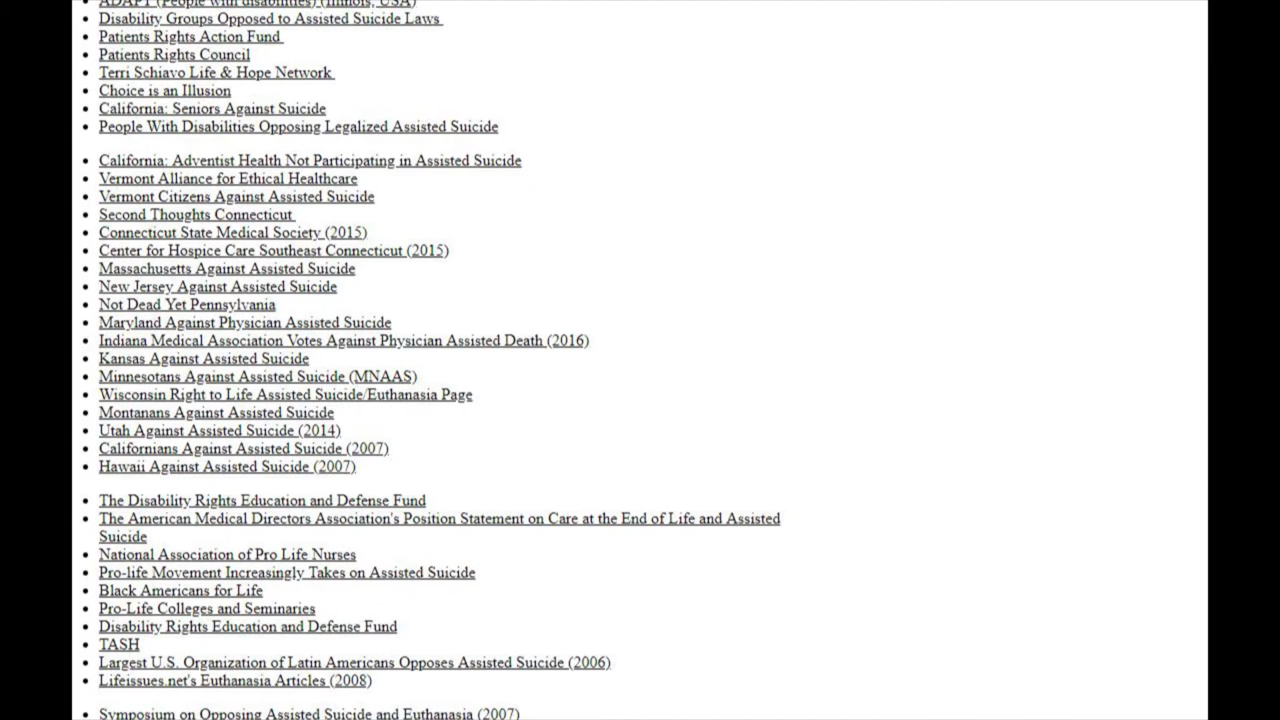 ADAPT (People with disabilities) (Illinois, USA)
Disability Groups Opposed to Assisted Suicide Laws
Patients Rights Action Fund
Patients Rights Council
Terri Schiavo Life & Hope Network
Choice is an Illusion
California: Seniors Against Suicide
People With Disabilities Opposing Legalized Assisted Suicide
California: Adventist Health Not Participating in Assisted Suicide
Vermont Alliance for Ethical Healthcare
Vermont Citizens Against Assisted Suicide
Second Thoughts Connecticut
Connecticut State Medical Society (2015)
Center for Hospice Care Southeast Connecticut (2015)
Massachusetts Against Assisted Suicide
New Jersey Against Assisted Suicide
Not Dead Yet Pennsylvania
Maryland Against Physician Assisted Suicide
Indiana Medical Association Votes Against Physician Assisted Death (2016)
Kansas Against Assisted Suicide
Minnesotans Against Assisted Suicide (MNAAS)
Wisconsin Right to Life Assisted Suicide/Euthanasia Page
Montanans Against Assisted Suicide
Utah Against Assisted Suicide (2014)
Californians Against Assisted Suicide (2007)
Hawaii Against Assisted Suicide (2007)
The Disability Rights Education and Defense Fund
The American Medical Directors Association's Position Statement on Care at the End of Life and Assisted
Suicide
National Association of Pro Life Nurses
Pro-life Movement Increasingly Takes on Assisted Suicide
Black Americans for Life
Pro-Life Colleges and Seminaries
Disability Rights Education and Defense Fund
TASH
Largest U.S. Organization of Latin Americans Opposes Assisted Suicide (2006)
Lifeissues.net's Euthanasia Articles (2008)
Symposium on Opposing Assisted Suicide and Euthanasia (2007)